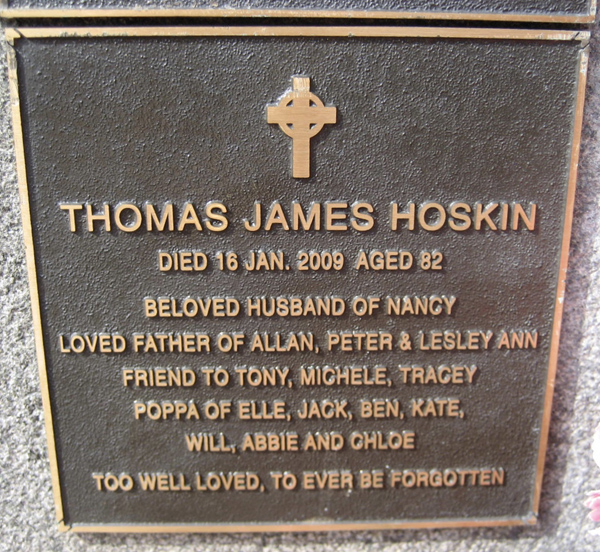 THOMAS JAMES HOSKIN
DIED 16 JAN. 2009 AGED 82
BELOVED HUSBAND OF NANCY
LOVED FATHER OF ALLAN, PETER & LESLEY ANN
FRIEND TO TONY, MICHELE, TRACEY
POPPA OF ELLE, JACK, BEN, KATE,
WILL, ABBIE AND CHLOE
TOO WELL LOVED, TO EVER BE FORGOTTEN